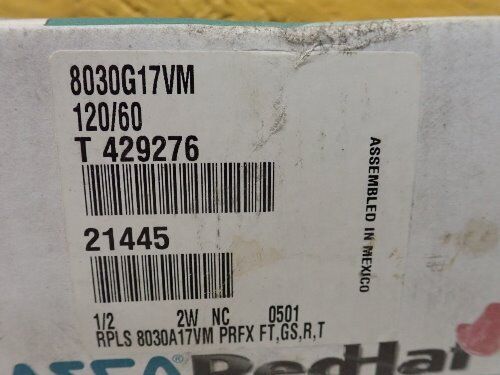 8030G17VM
120/60
T 429276
21445
1/2 2W NC 0501
RPLS 8030A17VM PRFX FT,GS,R,T
ASSEMBLED IN MEXICO
ASCO® RedHat